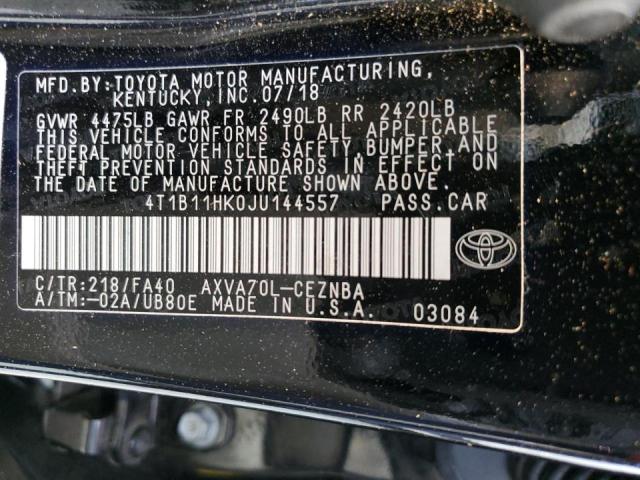 MFD.BY:TOYOTA MOTOR MANUFACTURING,
KENTUCKY,INC.07/18
GVWR 4475LB GAWR FR 2490LB RR 2420LB
THIS VEHICLE CONFORMS TO ALL APPLICABLE
FEDERAL MOTOR VEHICLE SAFETY,BUMPER,AND
THEFT PREVENTION STANDARDS IN EFFECT ON
THE DATE OF MANUFACTURE SHOWN ABOVE.
4T1B11HK0JU144557 PASS.CAR
C/TR:218/FA40 AXVA70L-CEZNBA
A/TM:-02A/UB80E MADE IN U.S.A. 03084